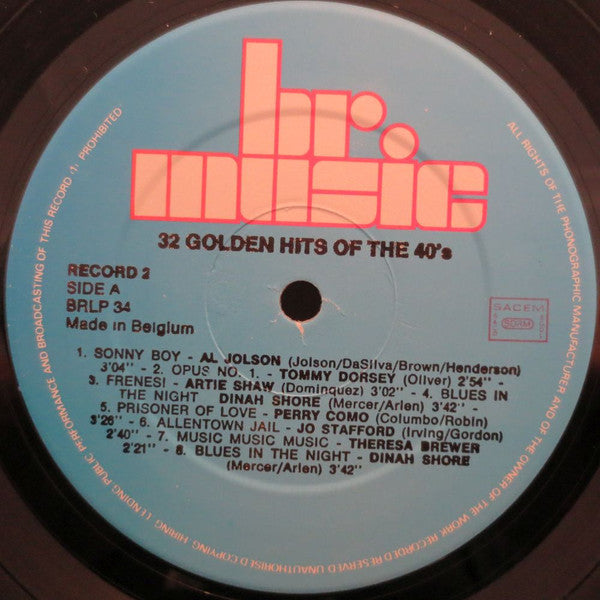 br.
music
32 GOLDEN HITS OF THE 40's
RECORD 2
SIDE A
BRLP 34
Made in Belgium
SACEM
SDRM
1. SONNY BOY - AL JOLSON (Jolson/DaSilva/Brown/Henderson)
3'04" - 2. OPUS NO. 1. - TOMMY DORSEY (Oliver) 2'54" -
3. FRENESI - ARTIE SHAW (Dominquez) 3'02" - 4. BLUES IN
THE NIGHT - DINAH SHORE (Mercer/Arlen) 3'42" -
5. PRISONER OF LOVE - PERRY COMO (Columbo/Robin)
3'26" - 6. ALLENTOWN JAIL - JO STAFFORD (Irving/Gordon)
2'40" - 7. MUSIC MUSIC MUSIC - THERESA BREWER
2'21" - 8. BLUES IN THE NIGHT - DINAH SHORE
(Mercer/Arlen) 3'42"
ALL RIGHTS OF THE PHONOGRAPHIC MANUFACTURER AND OF THE OWNER OF THE WORK RECORDED RESERVED UNAUTHORISED COPYING, HIRING, LENDING, PUBLIC PERFORMANCE AND BROADCASTING OF THIS RECORD PROHIBITED